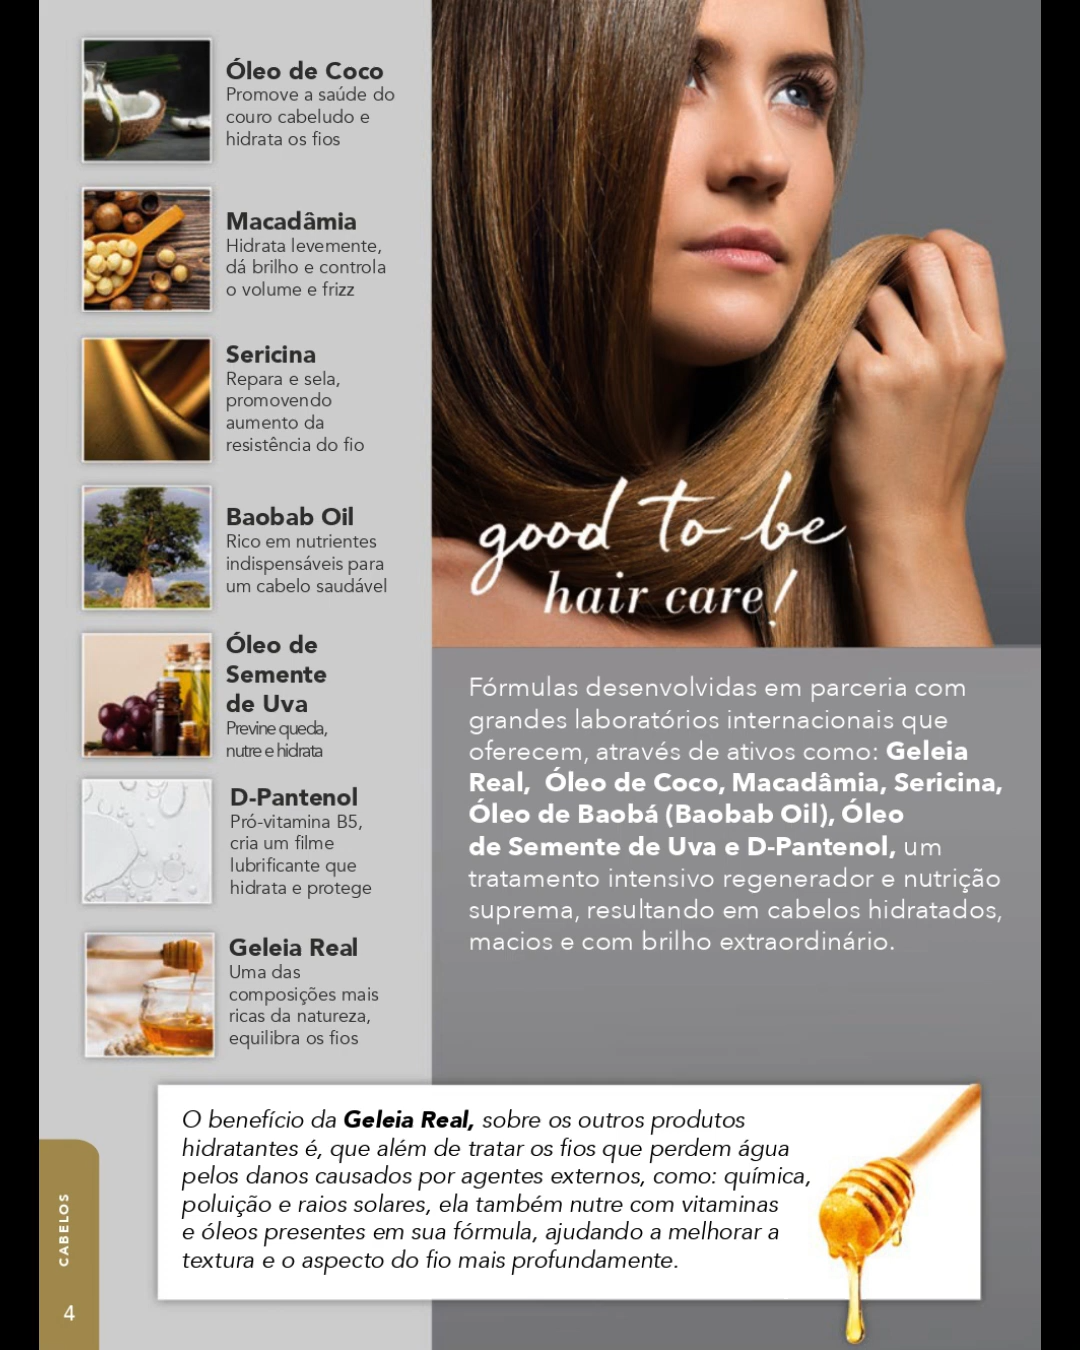 Óleo de Coco
Promove a saúde do
couro cabeludo e
hidrata os fios
Macadâmia
Hidrata levemente,
dá brilho e controla
o volume e frizz
Sericina
Repara e sela,
promovendo
aumento da
resistência do fio
Baobab Oil
Rico em nutrientes
indispensáveis para
um cabelo saudável
Óleo de
Semente
de Uva
Previne queda,
nutre e hidrata
D-Pantenol
Pró-vitamina B5,
cria um filme
lubrificante que
hidrata e protege
Geleia Real
Uma das
composições mais
ricas da natureza,
equilibra os fios
good to be
hair care!
Fórmulas desenvolvidas em parceria com
grandes laboratórios internacionais que
oferecem, através de ativos como: Geleia
Real, Óleo de Coco, Macadâmia, Sericina,
Óleo de Baobá (Baobab Oil), Óleo
de Semente de Uva e D-Pantenol, um
tratamento intensivo regenerador e nutrição
suprema, resultando em cabelos hidratados,
macios e com brilho extraordinário.
O benefício da Geleia Real, sobre os outros produtos
hidratantes é, que além de tratar os fios que perdem água
pelos danos causados por agentes externos, como: química,
poluição e raios solares, ela também nutre com vitaminas
e óleos presentes em sua fórmula, ajudando a melhorar a
textura e o aspecto do fio mais profundamente.
CABELOS
4